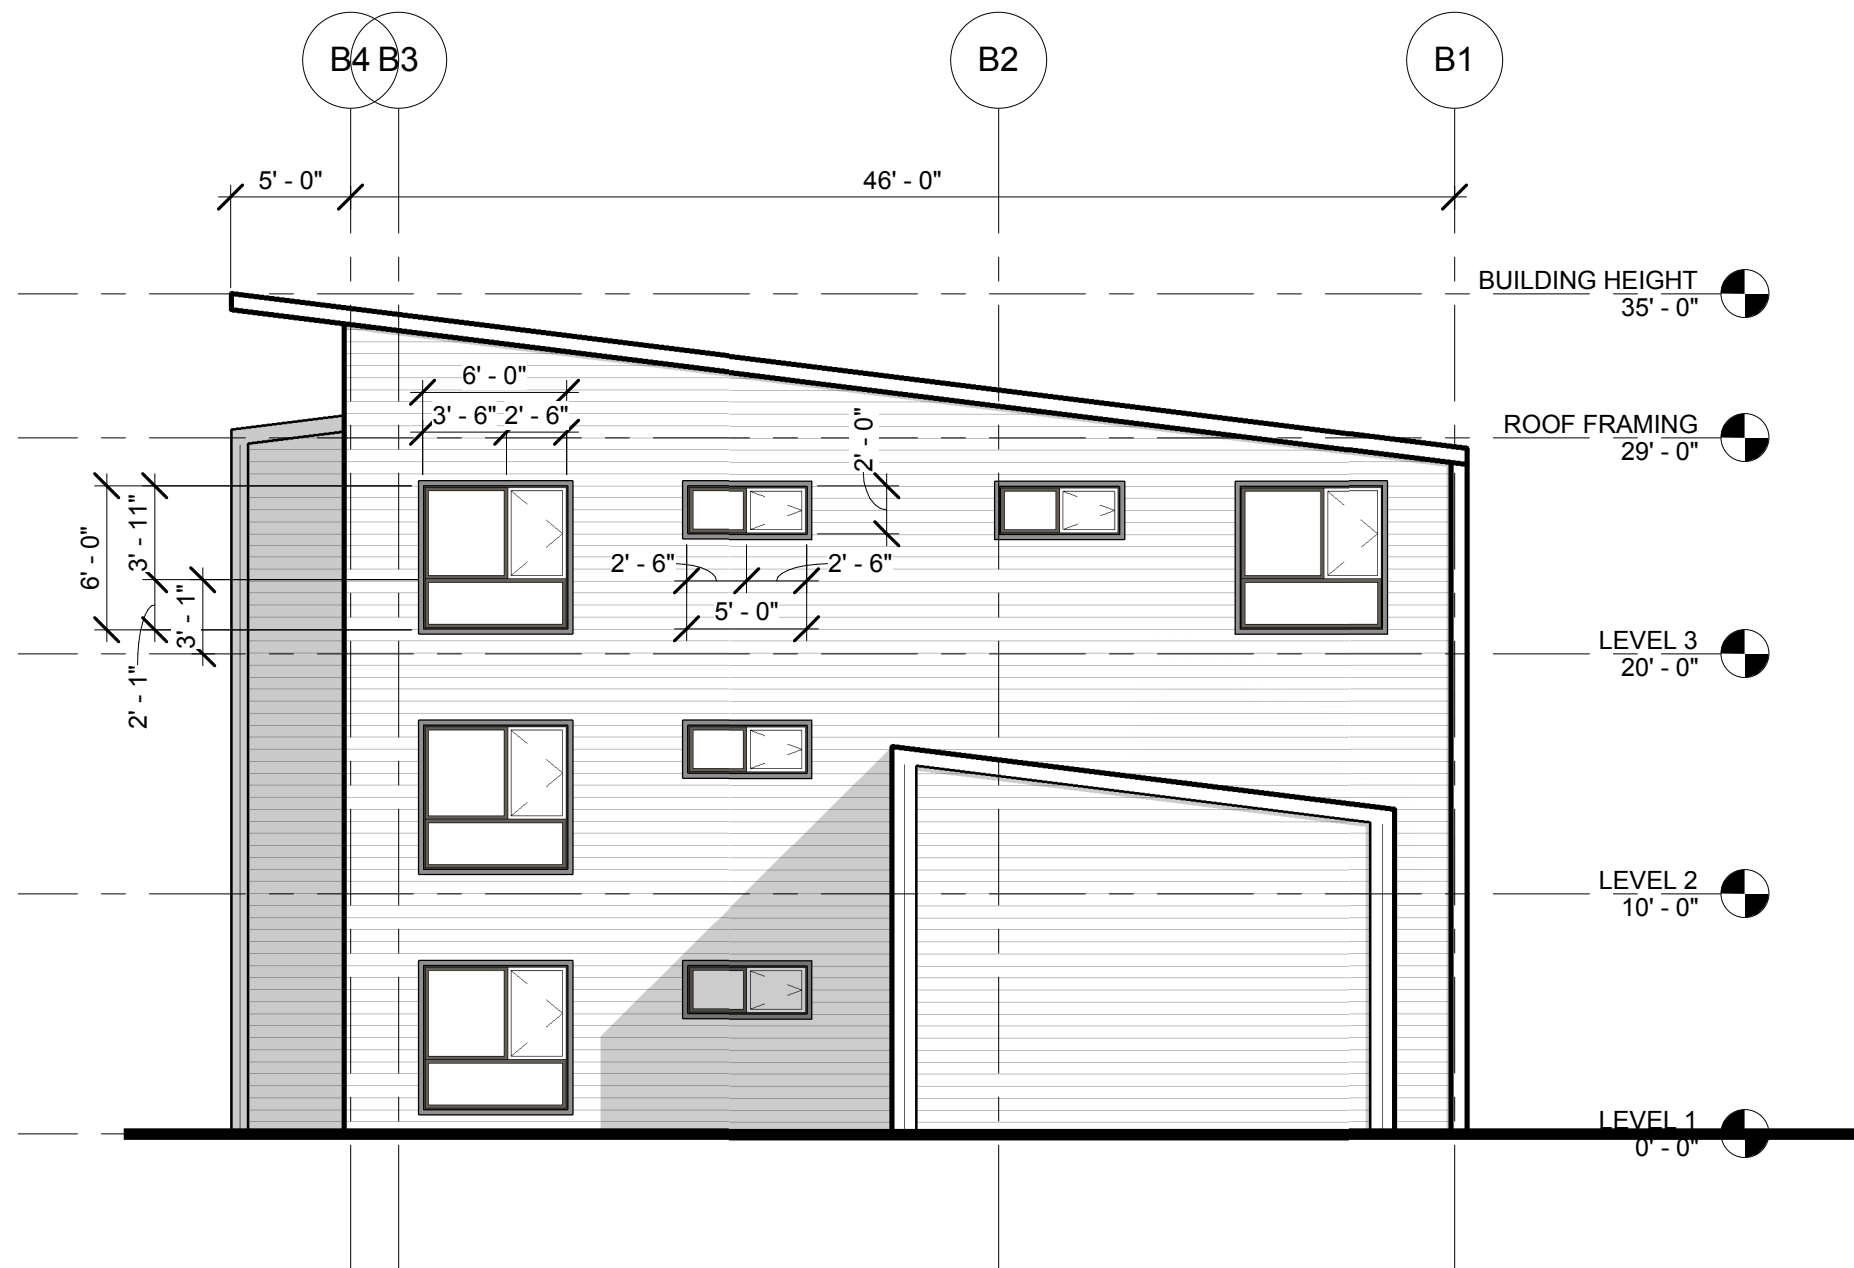 B4
B3
B2
B1
5' - 0"
46' - 0"
BUILDING HEIGHT
35' - 0"
ROOF FRAMING
29' - 0"
6' - 0"
3' - 6"
2' - 6"
2' - 0"
6' - 0"
3' - 11"
3' - 1"
2' - 1"
2' - 6"
2' - 6"
5' - 0"
LEVEL 3
20' - 0"
LEVEL 2
10' - 0"
LEVEL 1
0' - 0"